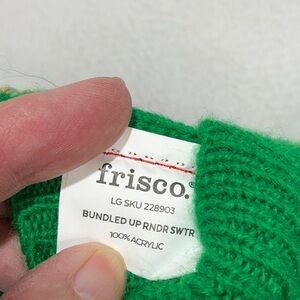 frisco.®
LG SKU 228903
BUNDLED UP RNDR SWTR
100% ACRYLIC